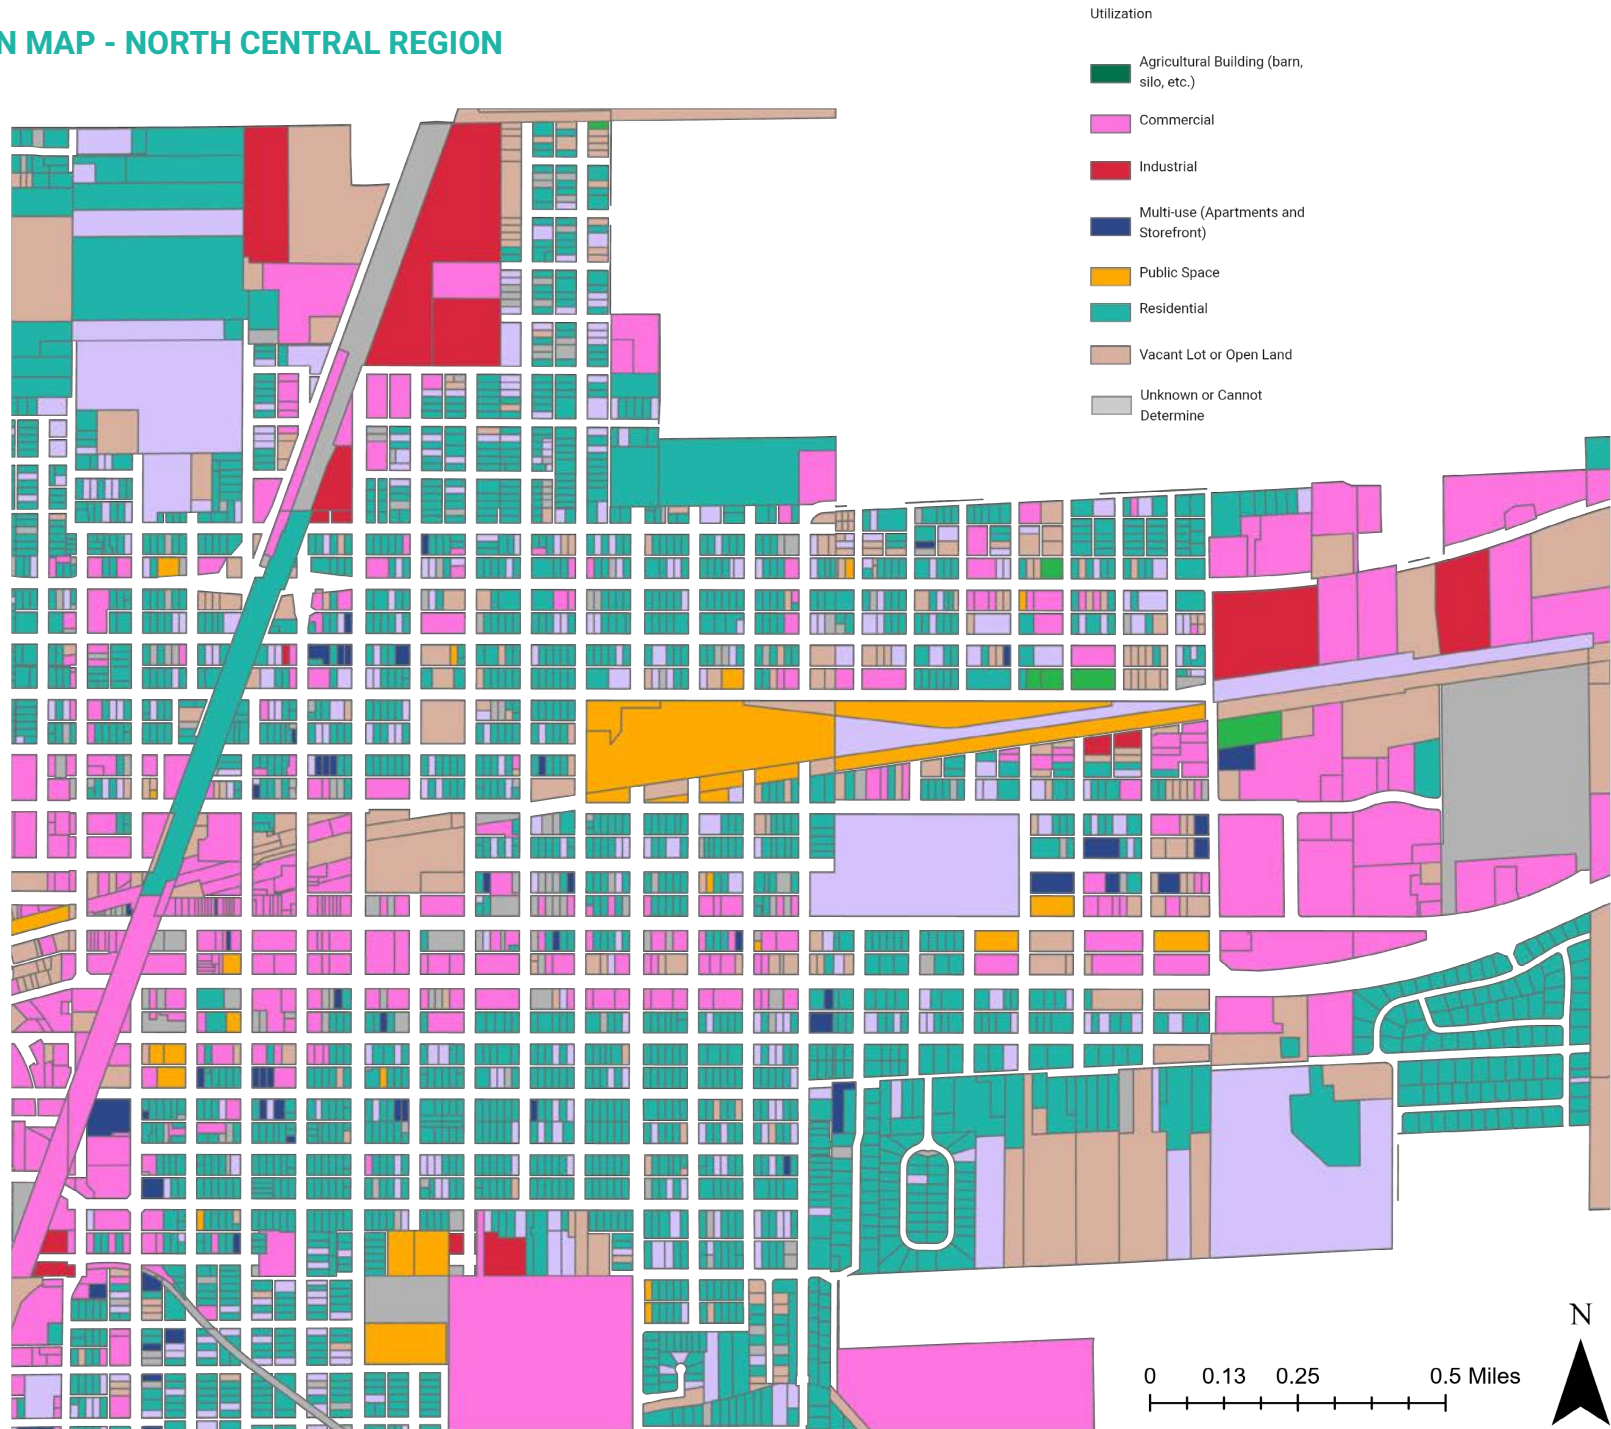 N MAP - NORTH CENTRAL REGION
Utilization
Agricultural Building (barn,
silo, etc.)
Commercial
Industrial
Multi-use (Apartments and
Storefront)
Public Space
Residential
Vacant Lot or Open Land
Unknown or Cannot
Determine
N
0 0.13 0.25 0.5 Miles